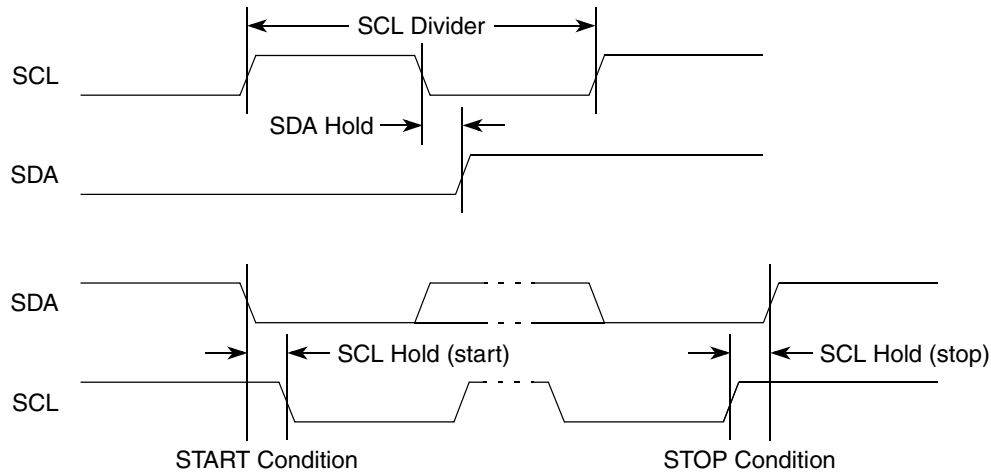 SCL Divider
SCL
SDA Hold
SDA
SDA
SCL Hold (start)
SCL Hold (stop)
SCL
START Condition
STOP Condition